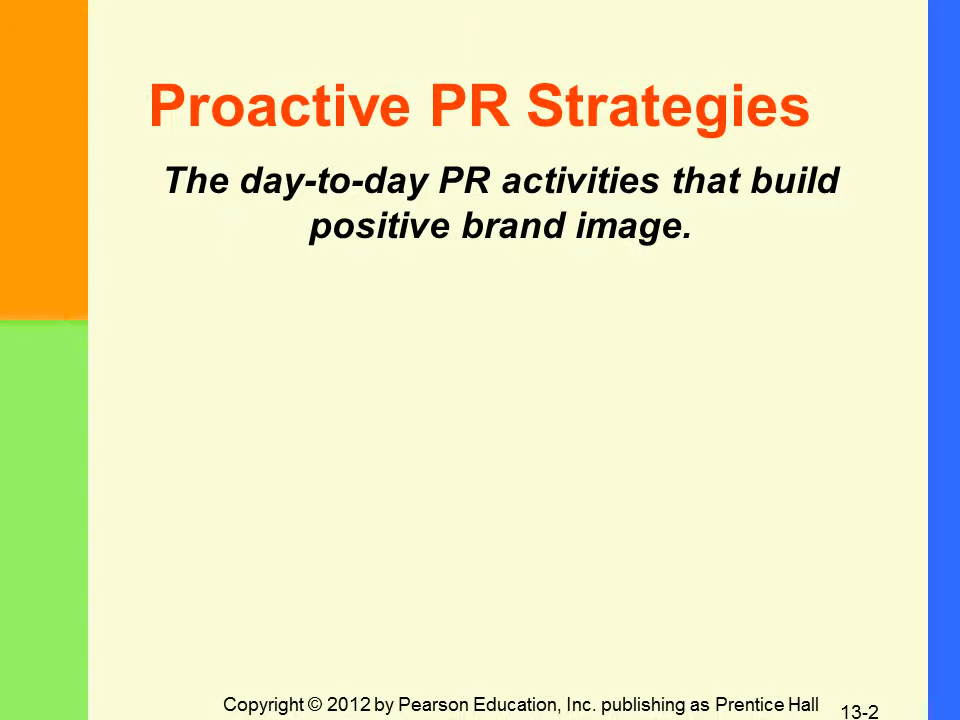 Proactive PR Strategies
The day-to-day PR activities that build
positive brand image.
Copyright © 2012 by Pearson Education, Inc. publishing as Prentice Hall
13-2